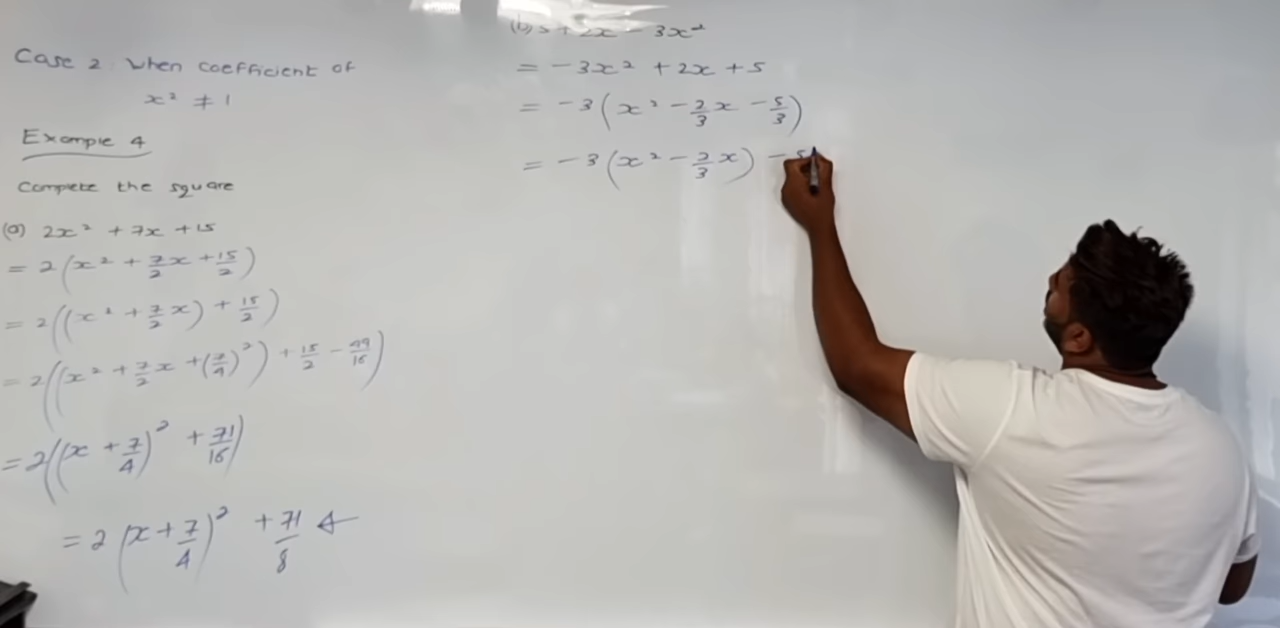 Case 2 When coefficient of
x² ≠ 1
Example 4
Complete the square
(a) 2x² + 7x + 15
= 2(x² + 7/2 x + 15/2)
= 2((x² + 7/2 x) + 15/2)
= 2((x² + 7/2 x + (7/4)²) + 15/2 - 49/16)
= 2((x + 7/4)² + 71/16)
= 2(x + 7/4)² + 71/8
(b) 5 + 2x - 3x²
= -3x² + 2x + 5
= -3(x² - 2/3 x - 5/3)
= -3(x² - 2/3 x) - 5